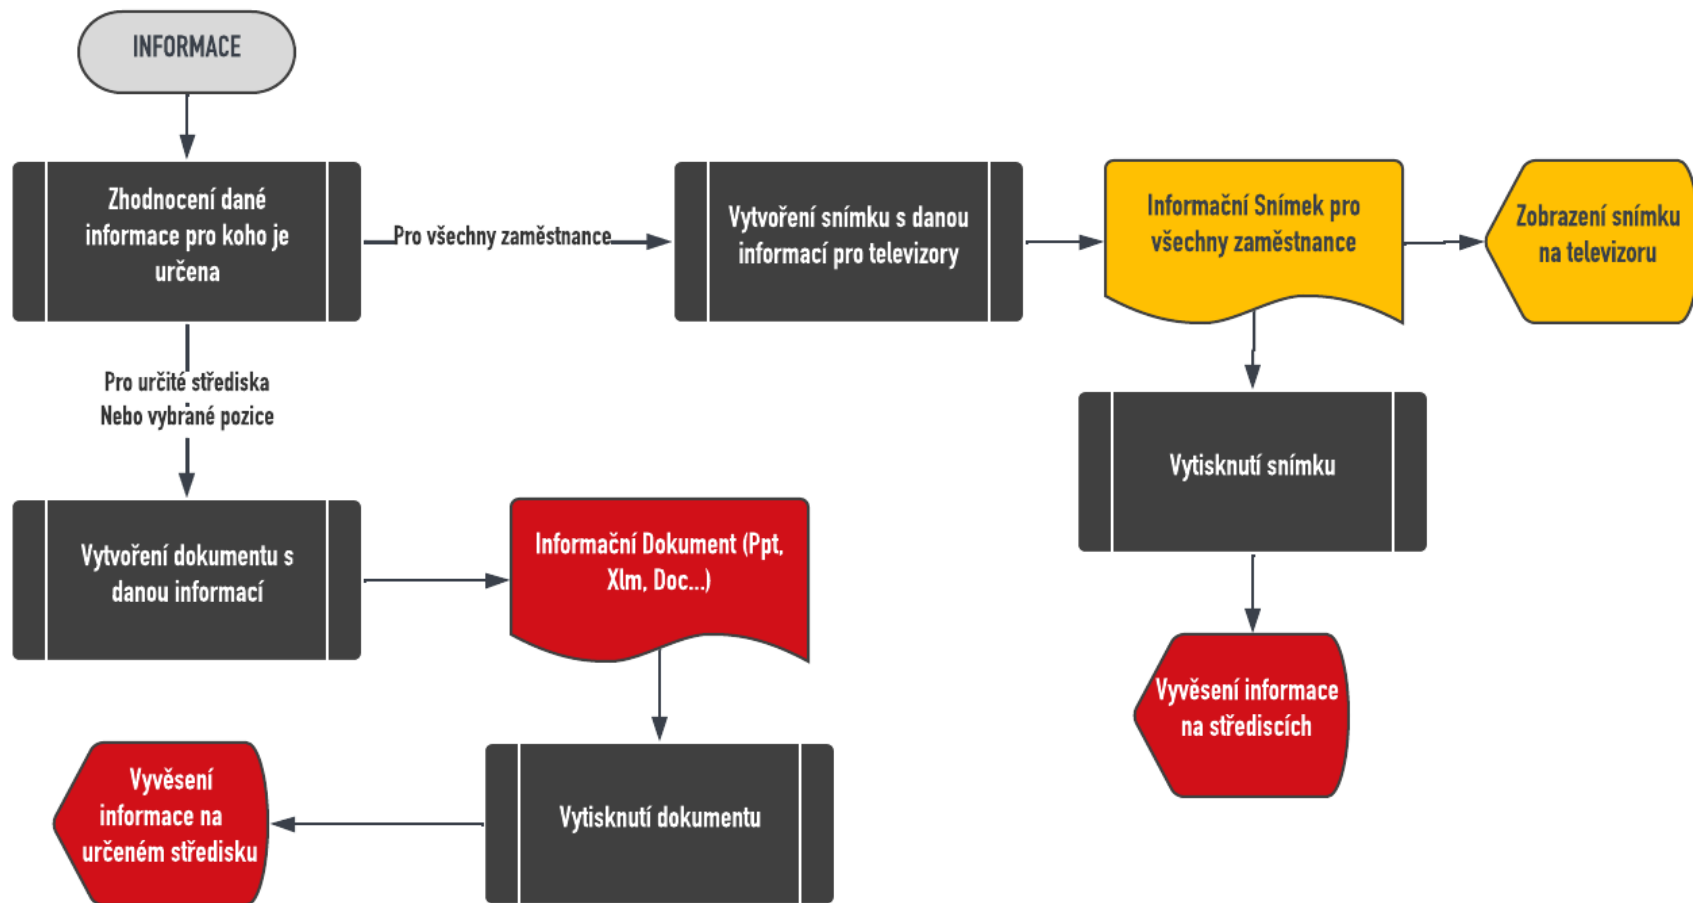 INFORMACE
Zhodnocení dané
informace pro koho je
určena
Pro všechny zaměstnance
Vytvoření snímku s danou
informací pro televizory
Informační Snímek pro
všechny zaměstnance
Zobrazení snímku
na televizoru
Pro určité střediska
Nebo vybrané pozice
Vytisknutí snímku
Vytvoření dokumentu s
danou informací
Informační Dokument (Ppt,
Xlm, Doc...)
Vyvěsení informace
na střediscích
Vytisknutí dokumentu
Vyvěsení
informace na
určeném středisku